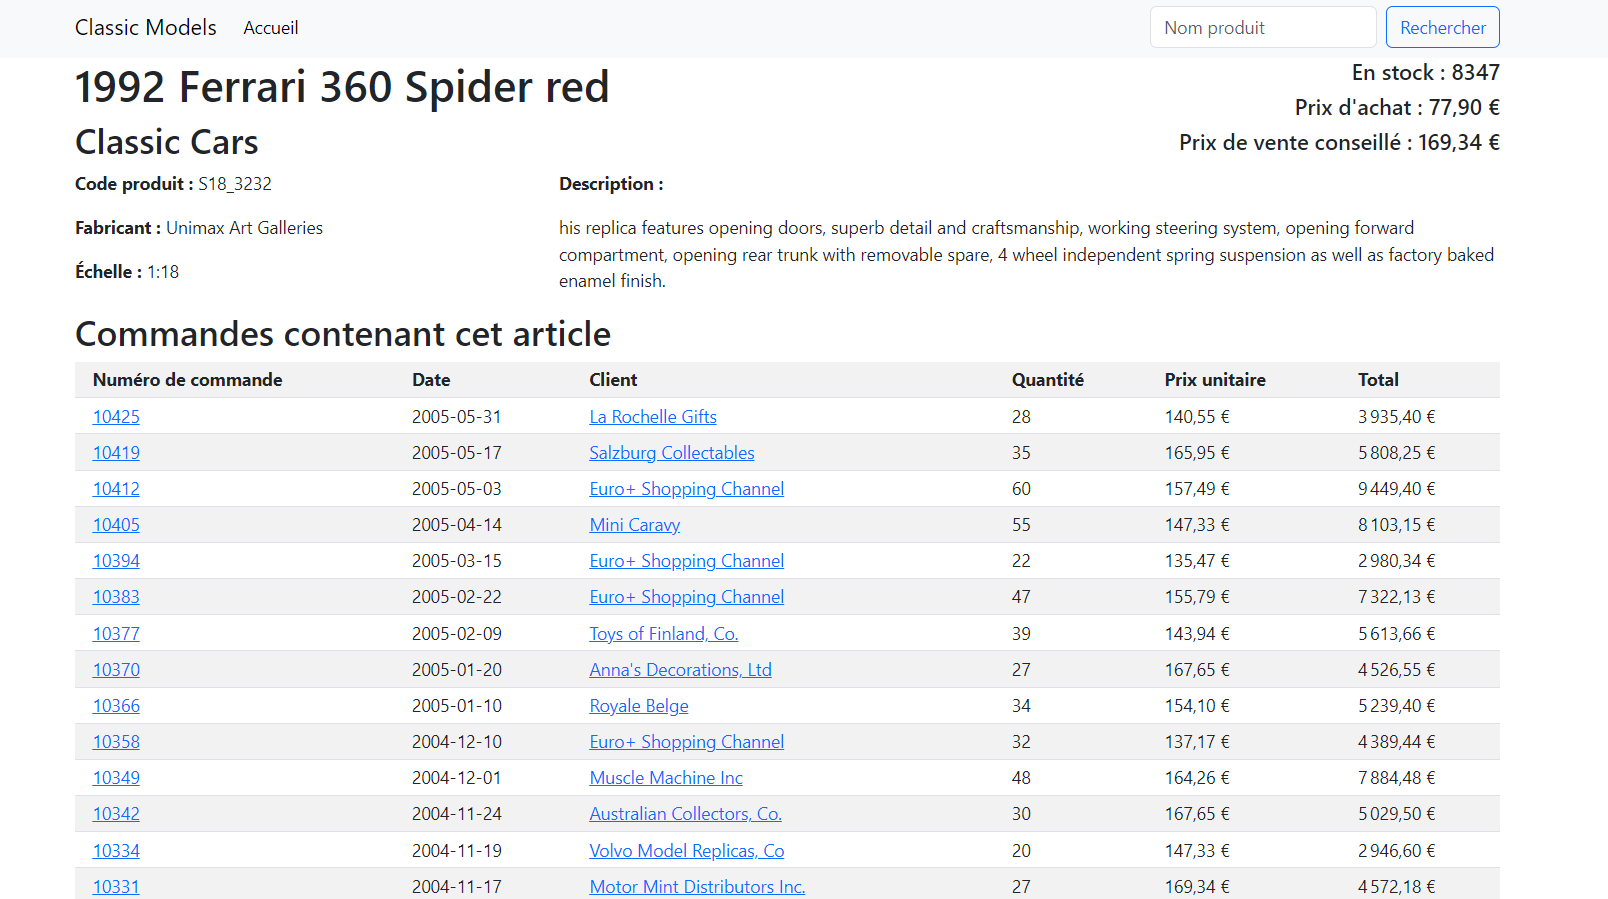 Classic Models Accueil Nom produit Rechercher
1992 Ferrari 360 Spider red
En stock : 8347
Prix d'achat : 77,90 €
Classic Cars
Prix de vente conseillé : 169,34 €
Code produit : S18_3232
Fabricant : Unimax Art Galleries
Échelle : 1:18
Description :
his replica features opening doors, superb detail and craftsmanship, working steering system, opening forward
compartment, opening rear trunk with removable spare, 4 wheel independent spring suspension as well as factory baked
enamel finish.
Commandes contenant cet article
Numéro de commande Date Client Quantité Prix unitaire Total
10425 2005-05-31 La Rochelle Gifts 28 140,55 € 3 935,40 €
10419 2005-05-17 Salzburg Collectables 35 165,95 € 5 808,25 €
10412 2005-05-03 Euro+ Shopping Channel 60 157,49 € 9 449,40 €
10405 2005-04-14 Mini Caravy 55 147,33 € 8 103,15 €
10394 2005-03-15 Euro+ Shopping Channel 22 135,47 € 2 980,34 €
10383 2005-02-22 Euro+ Shopping Channel 47 155,79 € 7 322,13 €
10377 2005-02-09 Toys of Finland, Co. 39 143,94 € 5 613,66 €
10370 2005-01-20 Anna's Decorations, Ltd 27 167,65 € 4 526,55 €
10366 2005-01-10 Royale Belge 34 154,10 € 5 239,40 €
10358 2004-12-10 Euro+ Shopping Channel 32 137,17 € 4 389,44 €
10349 2004-12-01 Muscle Machine Inc 48 164,26 € 7 884,48 €
10342 2004-11-24 Australian Collectors, Co. 30 167,65 € 5 029,50 €
10334 2004-11-19 Volvo Model Replicas, Co 20 147,33 € 2 946,60 €
10331 2004-11-17 Motor Mint Distributors Inc. 27 169,34 € 4 572,18 €